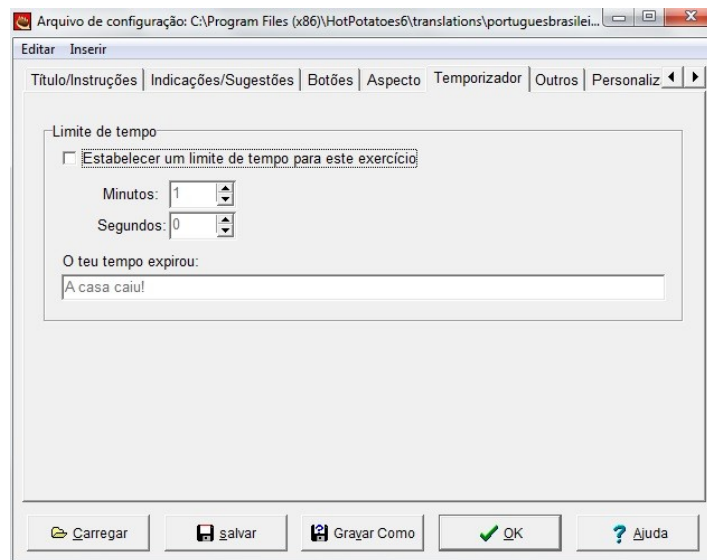 Arquivo de configuração: C:\Program Files (x86)\HotPotatoes6\translations\portuguesbrasilei...
Editar Inserir
Título/Instruções Indicações/Sugestões Botões Aspecto Temporizador Outros Personaliz
Limite de tempo
Estabelecer um limite de tempo para este exercício
Minutos: 1
Segundos: 0
O teu tempo expirou:
A casa caiu!
Carregar salvar Gravar Como OK Ajuda